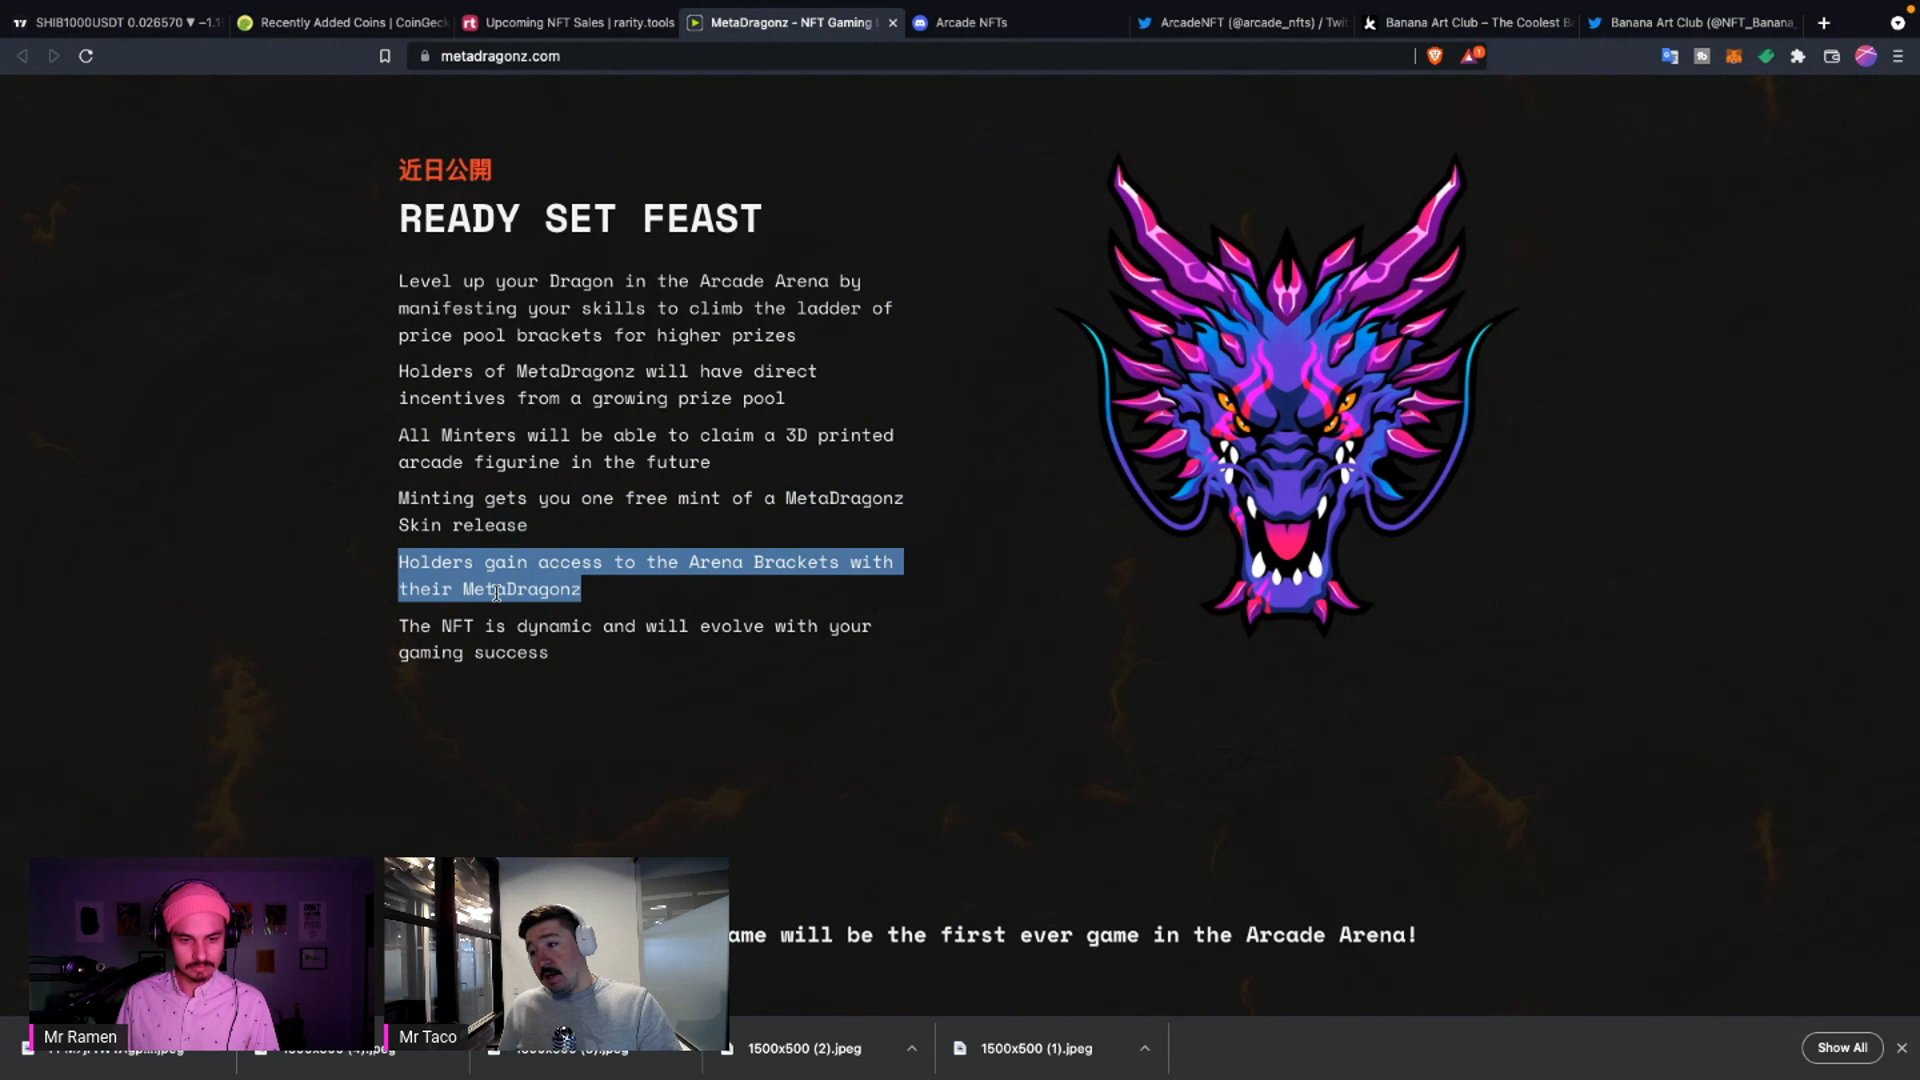 SHIB1000USDT 0.026570 ▼ −1.1
Recently Added Coins | CoinGeck
Upcoming NFT Sales | rarity.tools
MetaDragonz - NFT Gaming
Arcade NFTs
ArcadeNFT (@arcade_nfts) / Twi
Banana Art Club – The Coolest B
Banana Art Club (@NFT_Banana_
metadragonz.com
近日公開
READY SET FEAST
Level up your Dragon in the Arcade Arena by
manifesting your skills to climb the ladder of
price pool brackets for higher prizes
Holders of MetaDragonz will have direct
incentives from a growing prize pool
All Minters will be able to claim a 3D printed
arcade figurine in the future
Minting gets you one free mint of a MetaDragonz
Skin release
Holders gain access to the Arena Brackets with
their MetaDragonz
The NFT is dynamic and will evolve with your
gaming success
ame will be the first ever game in the Arcade Arena!
Mr Ramen
Mr Taco
1500x500 (2).jpeg
1500x500 (1).jpeg
Show All